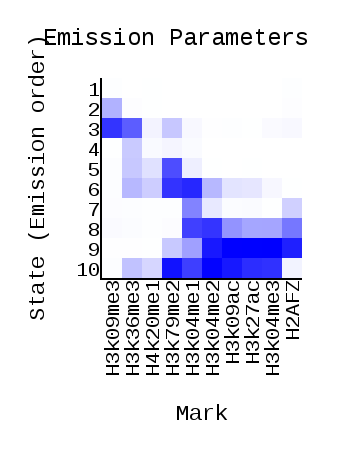 Emission Parameters
State (Emission order)
1
2
3
4
5
6
7
8
9
10
H3k09me3
H3k36me3
H4k20me1
H3k79me2
H3k04me1
H3k04me2
H3k09ac
H3k27ac
H3k04me3
H2AFZ
Mark